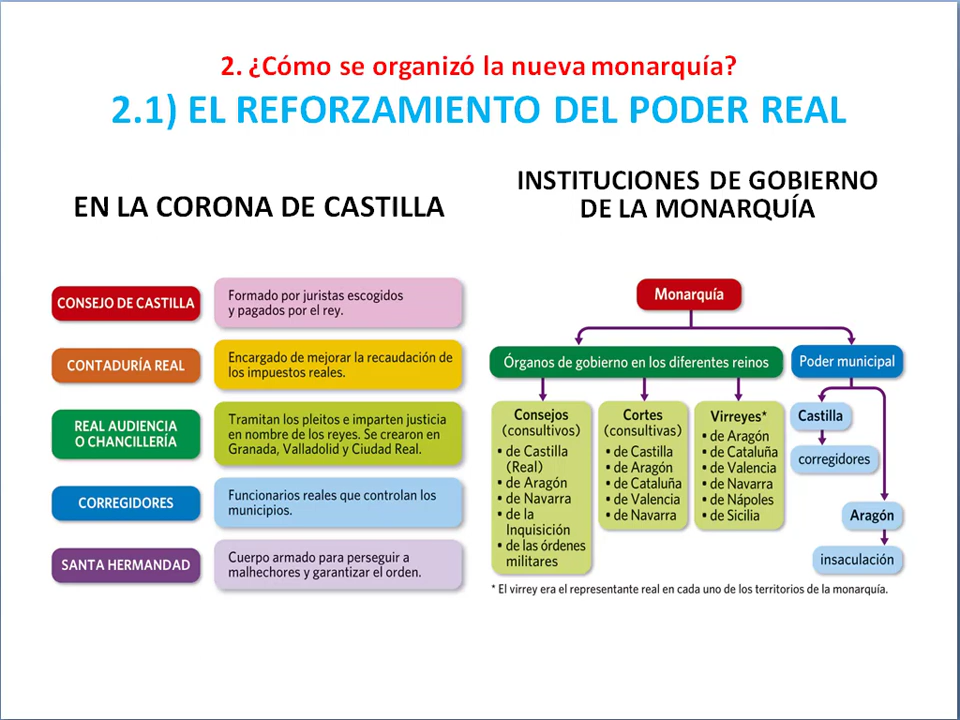 2. ¿Cómo se organizó la nueva monarquía?
2.1) EL REFORZAMIENTO DEL PODER REAL
EN LA CORONA DE CASTILLA
CONSEJO DE CASTILLA
Formado por juristas escogidos
y pagados por el rey.
CONTADURÍA REAL
Encargado de mejorar la recaudación de
los impuestos reales.
REAL AUDIENCIA
O CHANCILLERÍA
Tramitan los pleitos e imparten justicia
en nombre de los reyes. Se crearon en
Granada, Valladolid y Ciudad Real.
CORREGIDORES
Funcionarios reales que controlan los
municipios.
SANTA HERMANDAD
Cuerpo armado para perseguir a
malhechores y garantizar el orden.
INSTITUCIONES DE GOBIERNO
DE LA MONARQUÍA
Monarquía
Órganos de gobierno en los diferentes reinos
Poder municipal
Consejos
(consultivos)
• de Castilla
(Real)
• de Aragón
• de Navarra
• de la
Inquisición
• de las órdenes
militares
Cortes
(consultivas)
• de Castilla
• de Aragón
• de Cataluña
• de Valencia
• de Navarra
Virreyes*
• de Aragón
• de Cataluña
• de Valencia
• de Navarra
• de Nápoles
• de Sicilia
Castilla
corregidores
Aragón
insaculación
* El virrey era el representante real en cada uno de los territorios de la monarquía.